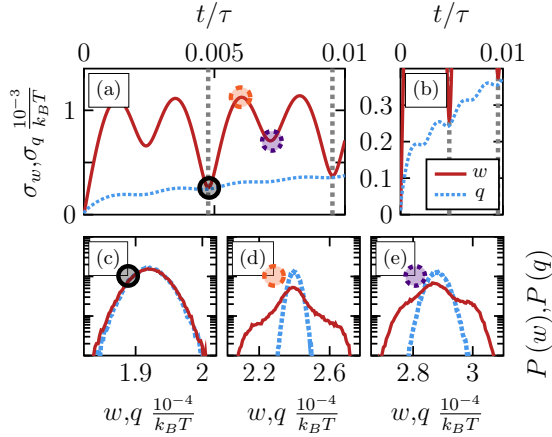 t/τ t/τ
0 0.005 0.01 0 0.01
(a) (b)
σ_w,σ_q 10^{-3}/k_BT
1
0
0.3
0.2
0.1
0
w
q
(c) (d) (e)
P(w),P(q)
1.9 2 2.2 2.6 2.8 3
w,q 10^{-4}/k_BT w,q 10^{-4}/k_BT w,q 10^{-4}/k_BT